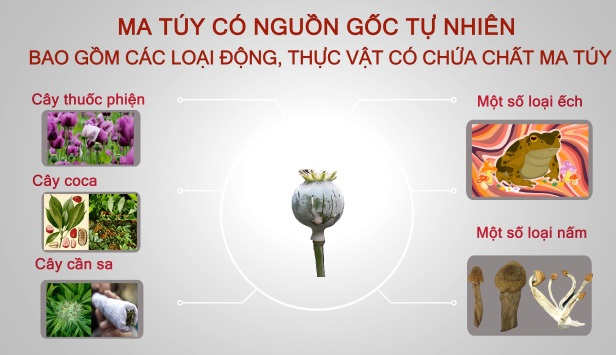 MA TÚY CÓ NGUỒN GỐC TỰ NHIÊN
BAO GỒM CÁC LOẠI ĐỘNG, THỰC VẬT CÓ CHỨA CHẤT MA TÚY
Cây thuốc phiện
Cây coca
Cây cần sa
Một số loại ếch
Một số loại nấm